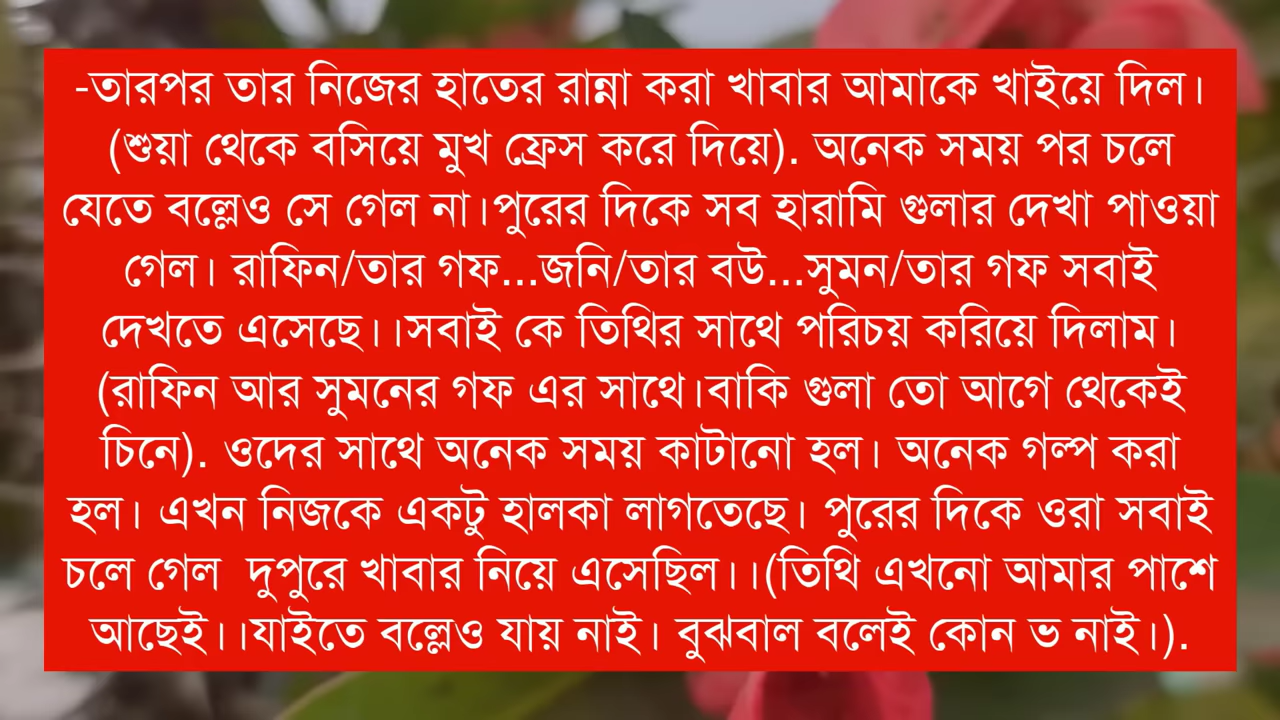 -তারপর তার নিজের হাতের রান্না করা খাবার আমাকে খাইয়ে দিল।
(শুয়া থেকে বসিয়ে মুখ ফ্রেস করে দিয়ে). অনেক সময় পর চলে
যেতে বল্লেও সে গেল না।পুরের দিকে সব হারামি গুলার দেখা পাওয়া
গেল। রাফিন/তার গফ...জনি/তার বউ...সুমন/তার গফ সবাই
দেখতে এসেছে।।সবাই কে তিথির সাথে পরিচয় করিয়ে দিলাম।
(রাফিন আর সুমনের গফ এর সাথে।বাকি গুলা তো আগে থেকেই
চিনে). ওদের সাথে অনেক সময় কাটানো হল। অনেক গল্প করা
হল। এখন নিজকে একটু হালকা লাগতেছে। পুরের দিকে ওরা সবাই
চলে গেল  দুপুরে খাবার নিয়ে এসেছিল।।(তিথি এখনো আমার পাশে
আছেই।।যাইতে বল্লেও যায় নাই। বুঝবাল বলেই কোন ভ নাই।).